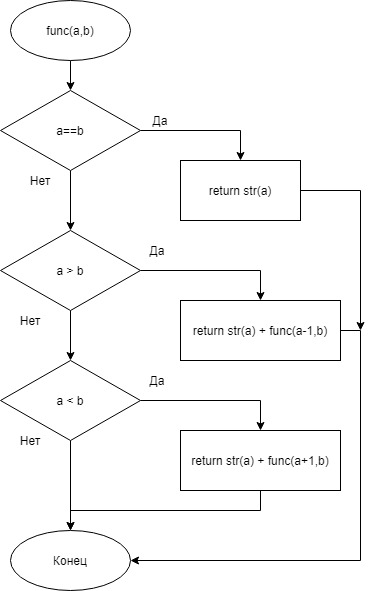 func(a,b)
a==b
Да
Нет
return str(a)
a > b
Да
Нет
return str(a) + func(a-1,b)
a < b
Да
Нет
return str(a) + func(a+1,b)
Конец